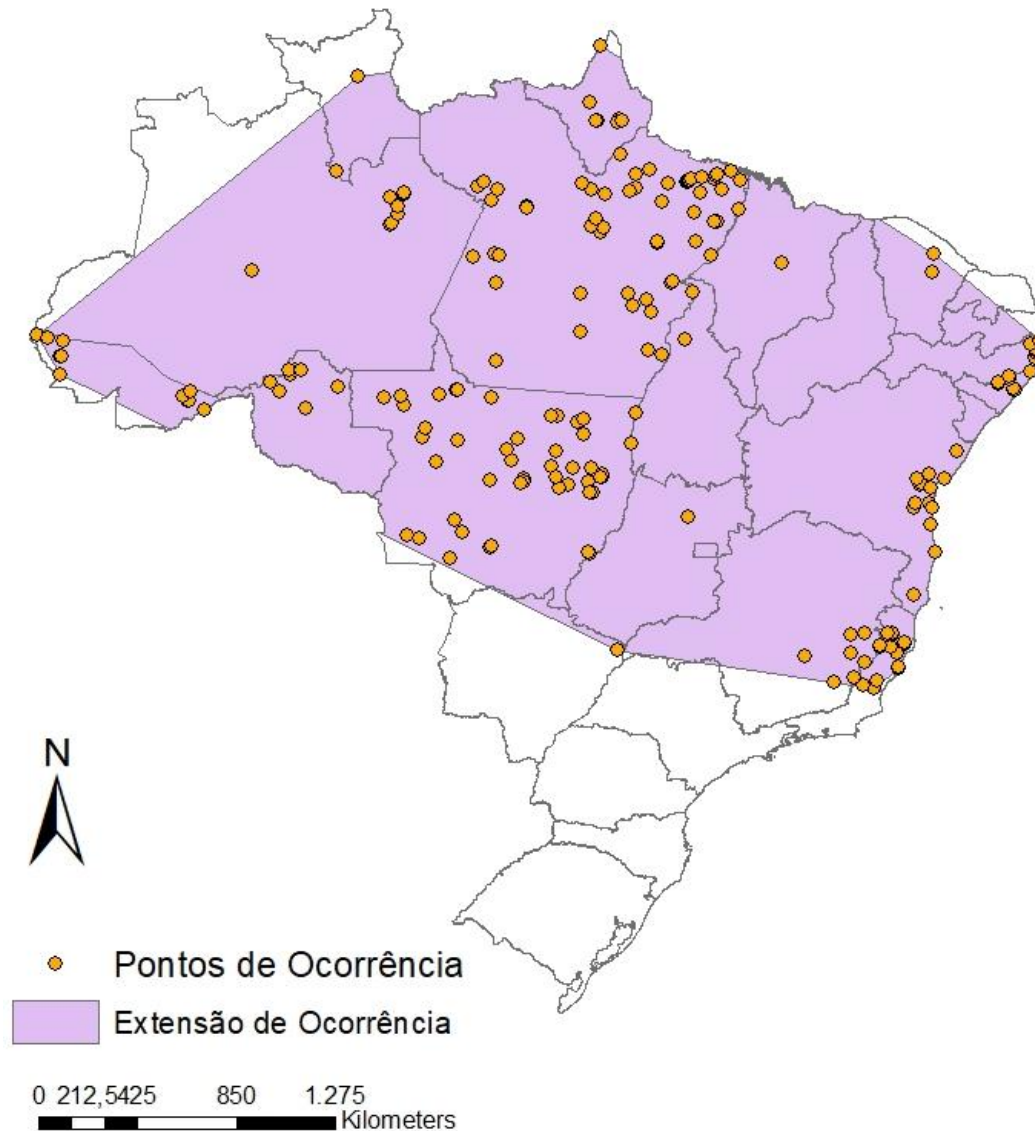 N
Pontos de Ocorrência
Extensão de Ocorrência
0 212,5425 850 1.275
Kilometers